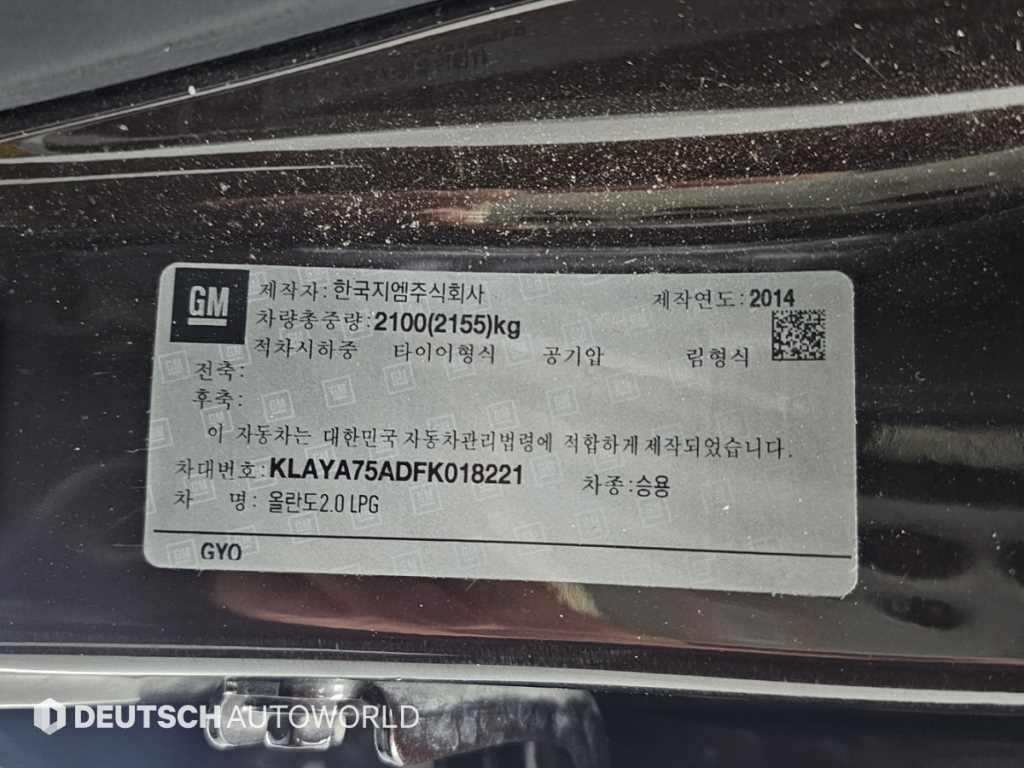 GM
제작자: 한국지엠주식회사 제작연도: 2014
차량총중량: 2100(2155)kg
적차시하중 타이어형식 공기압 림형식
전축:
후축:
이 자동차는 대한민국 자동차관리법령에 적합하게 제작되었습니다.
차대번호: KLAYA75ADFK018221 차종: 승용
차 명: 올란도2.0 LPG
GYO
DEUTSCH AUTOWORLD